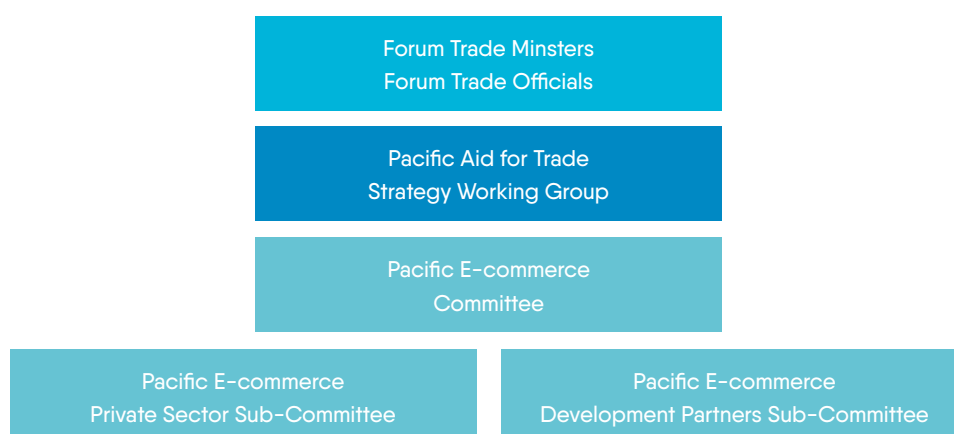 Forum Trade Minsters
Forum Trade Officials
Pacific Aid for Trade
Strategy Working Group
Pacific E-commerce
Committee
Pacific E-commerce
Private Sector Sub-Committee
Pacific E-commerce
Development Partners Sub-Committee